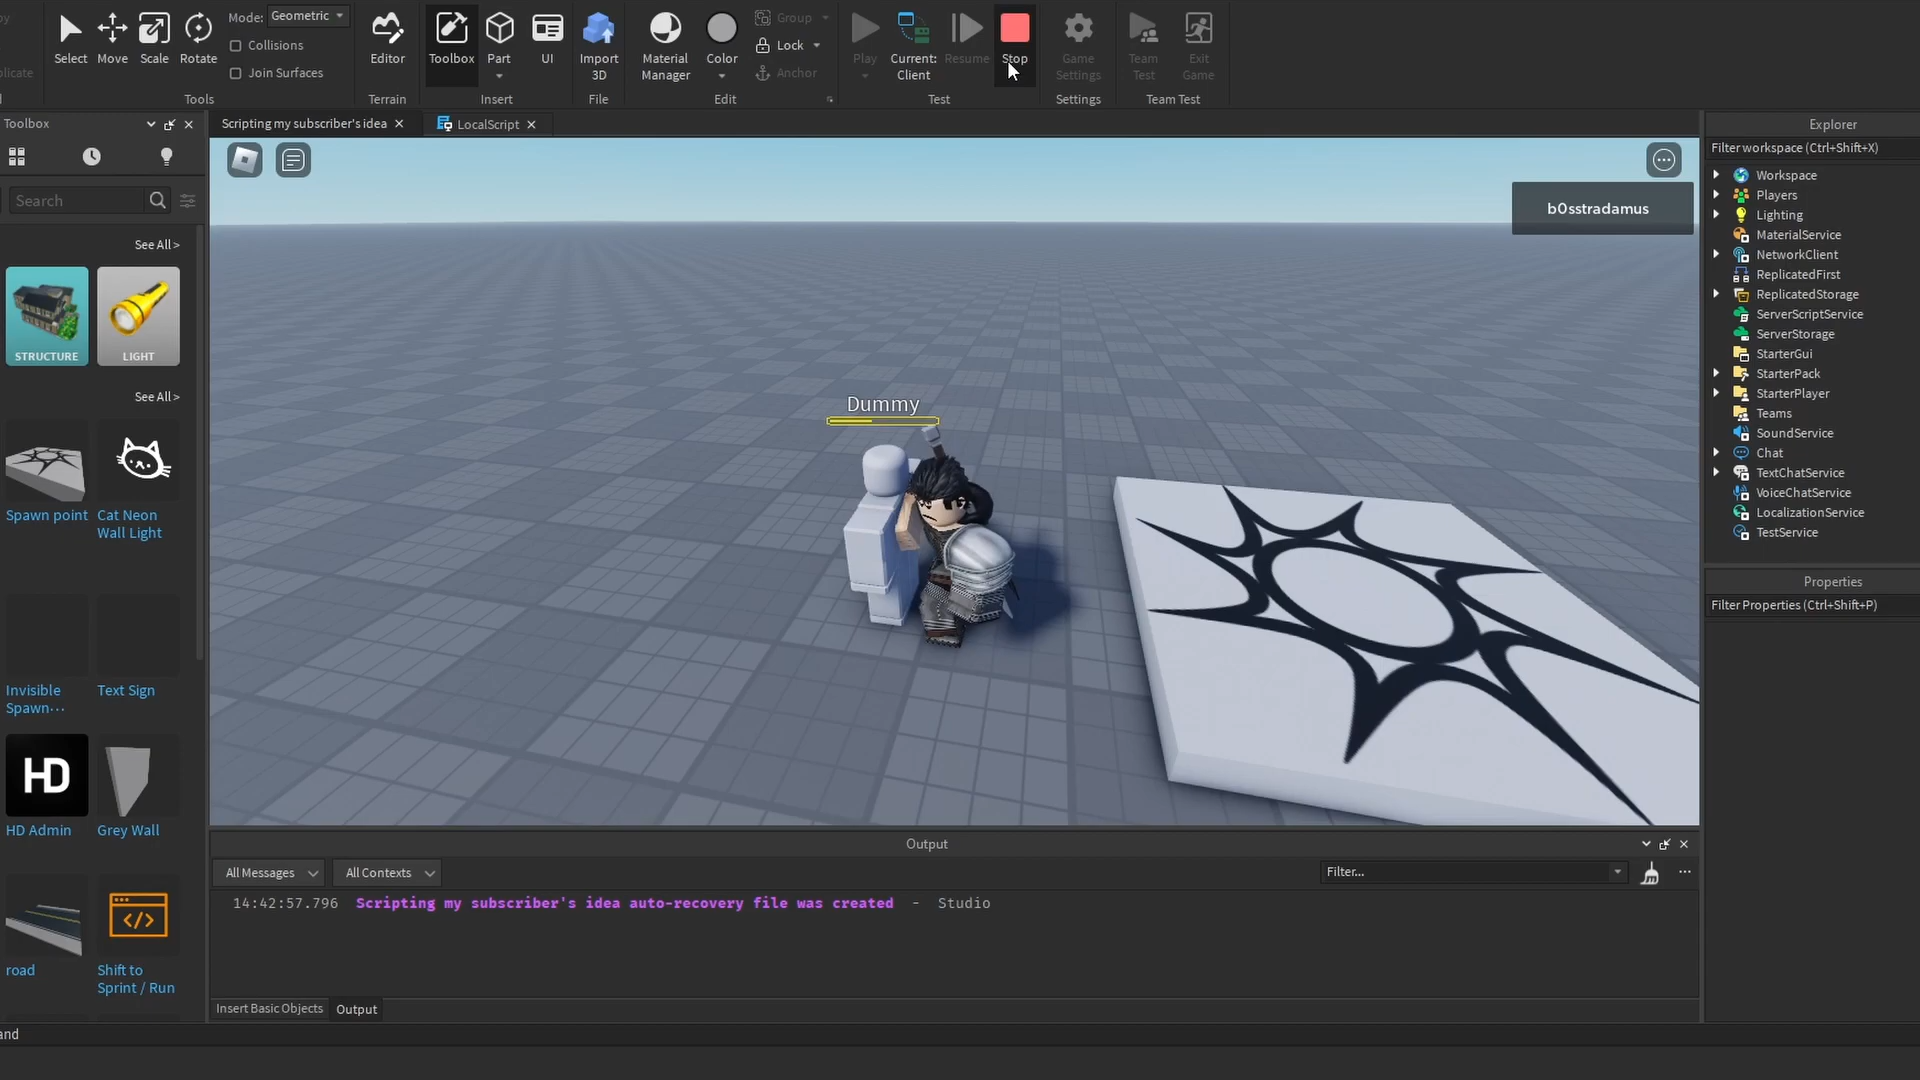 Mode: Geometric
Collisions
Join Surfaces
Select Move Scale Rotate
Tools
Editor
Terrain
Toolbox Part UI
Insert
Import 3D
File
Material Manager
Color
Group
Lock
Anchor
Edit
Play
Current: Client
Resume
Stop
Test
Game Settings
Settings
Team Test
Exit Game
Team Test
Toolbox
Search
See All >
STRUCTURE
LIGHT
See All >
Spawn point
Cat Neon
Wall Light
Invisible
Spawn···
Text Sign
HD
HD Admin
Grey Wall
road
Shift to
Sprint / Run
Scripting my subscriber's idea
LocalScript
b0sstradamus
Dummy
Output
All Messages
All Contexts
Filter...
14:42:57.796 Scripting my subscriber's idea auto-recovery file was created - Studio
Insert Basic Objects
Output
Explorer
Filter workspace (Ctrl+Shift+X)
Workspace
Players
Lighting
MaterialService
NetworkClient
ReplicatedFirst
ReplicatedStorage
ServerScriptService
ServerStorage
StarterGui
StarterPack
StarterPlayer
Teams
SoundService
Chat
TextChatService
VoiceChatService
LocalizationService
TestService
Properties
Filter Properties (Ctrl+Shift+P)